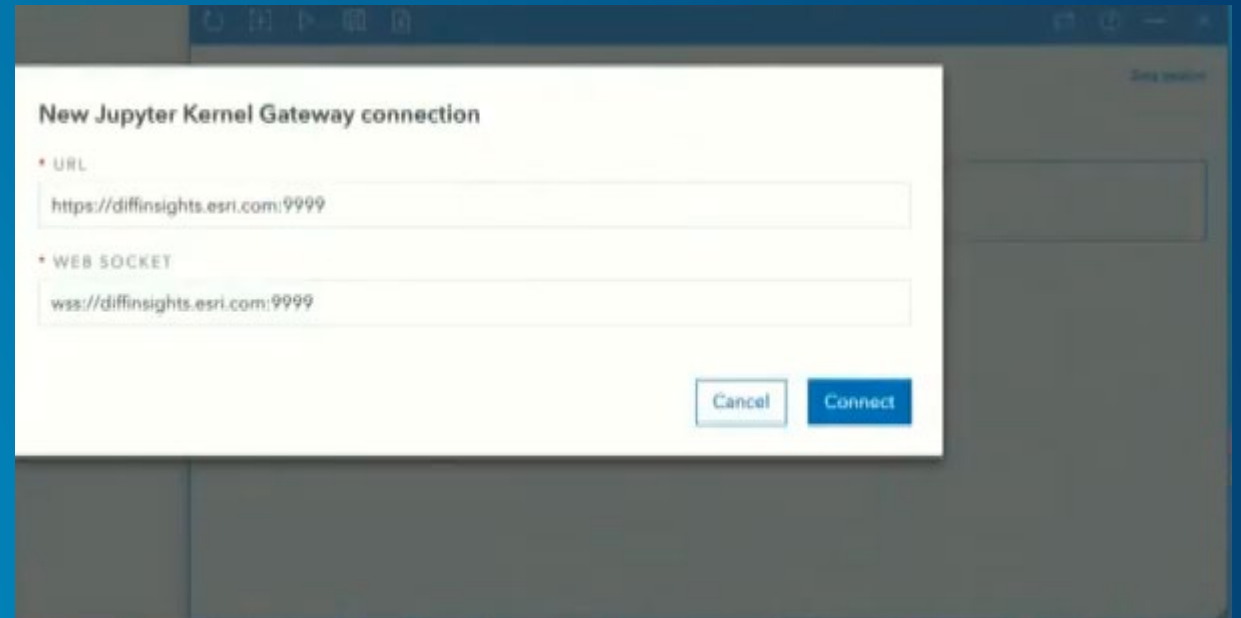 New Jupyter Kernel Gateway connection
* URL
https://diffinsights.esri.com:9999
* WEB SOCKET
wss://diffinsights.esri.com:9999
Cancel Connect